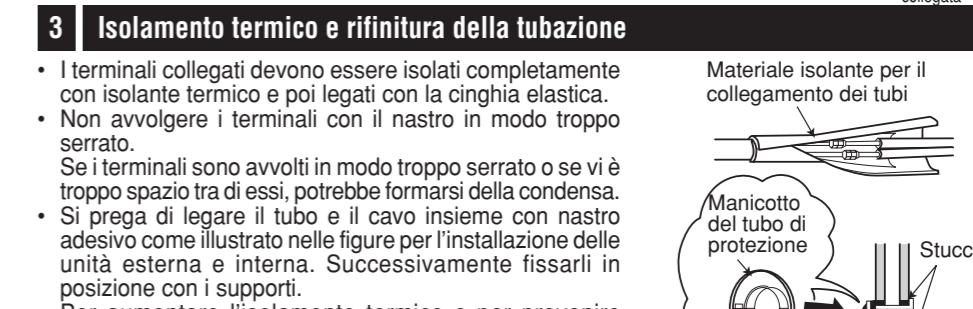 3 Isolamento termico e rifinitura della tubazione
• I terminali collegati devono essere isolati completamente
con isolante termico e poi legati con la cinghia elastica.
• Non avvolgere i terminali con il nastro in modo troppo
serrato.
Se i terminali sono avvolti in modo troppo serrato o se vi è
troppo spazio tra di essi, potrebbe formarsi della condensa.
• Si prega di legare il tubo e il cavo insieme con nastro
adesivo come illustrato nelle figure per l'installazione delle
unità esterna e interna. Successivamente fissarli in
posizione con i supporti.
Materiale isolante per il
collegamento dei tubi
Manicotto
del tubo di
protezione
Stucc